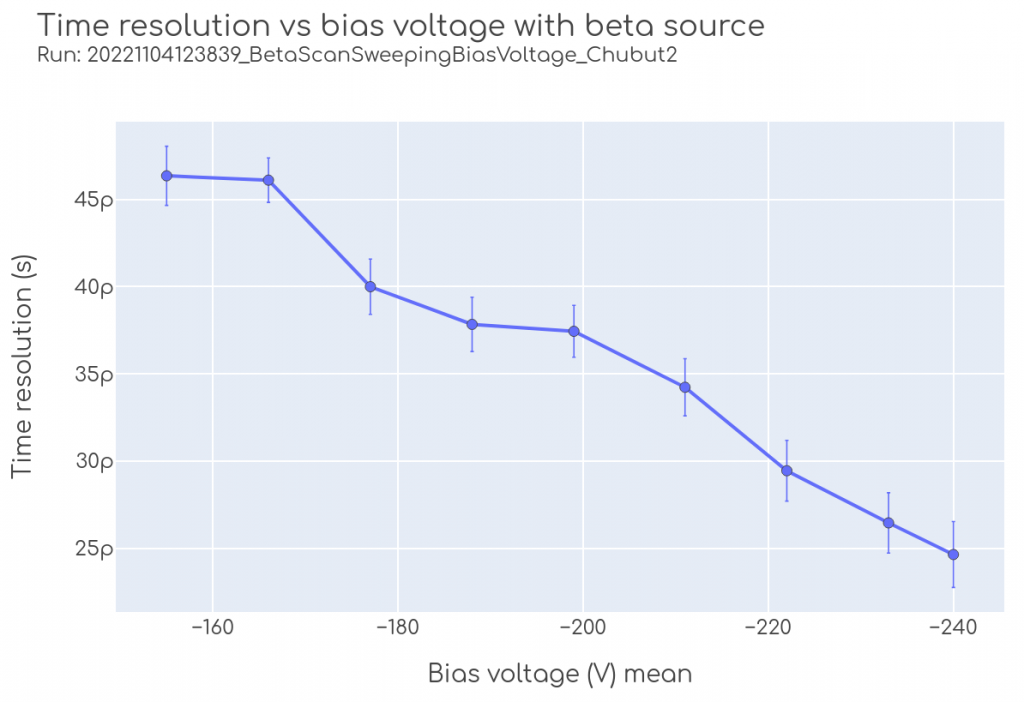 Time resolution vs bias voltage with beta source
Run: 20221104123839_BetaScanSweepingBiasVoltage_Chubut2
45p
40p
35p
30p
25p
Time resolution (s)
−160 −180 −200 −220 −240
Bias voltage (V) mean